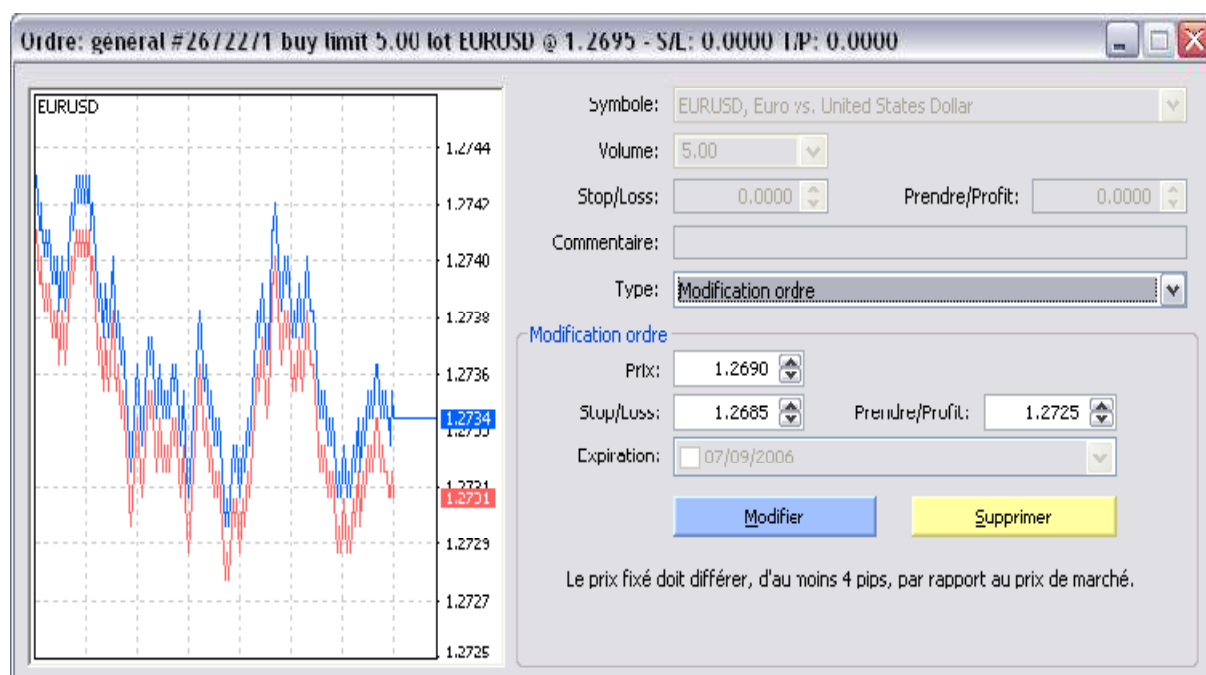 Ordre: général #2672271 buy limit 5.00 lot EURUSD @ 1.2695 - S/L: 0.0000 T/P: 0.0000
EURUSD
1.2744
1.2742
1.2740
1.2738
1.2736
1.2734
1.2733
1.2731
1.2731
1.2729
1.2727
1.2725
Symbole: EURUSD, Euro vs. United States Dollar
Volume: 5.00
Stop/Loss: 0.0000 Prendre/Profit: 0.0000
Commentaire:
Type: Modification ordre
Modification ordre
Prix: 1.2690
Stop/Loss: 1.2685 Prendre/Profit: 1.2725
Expiration: 07/09/2006
Modifier Supprimer
Le prix fixé doit différer, d'au moins 4 pips, par rapport au prix de marché.